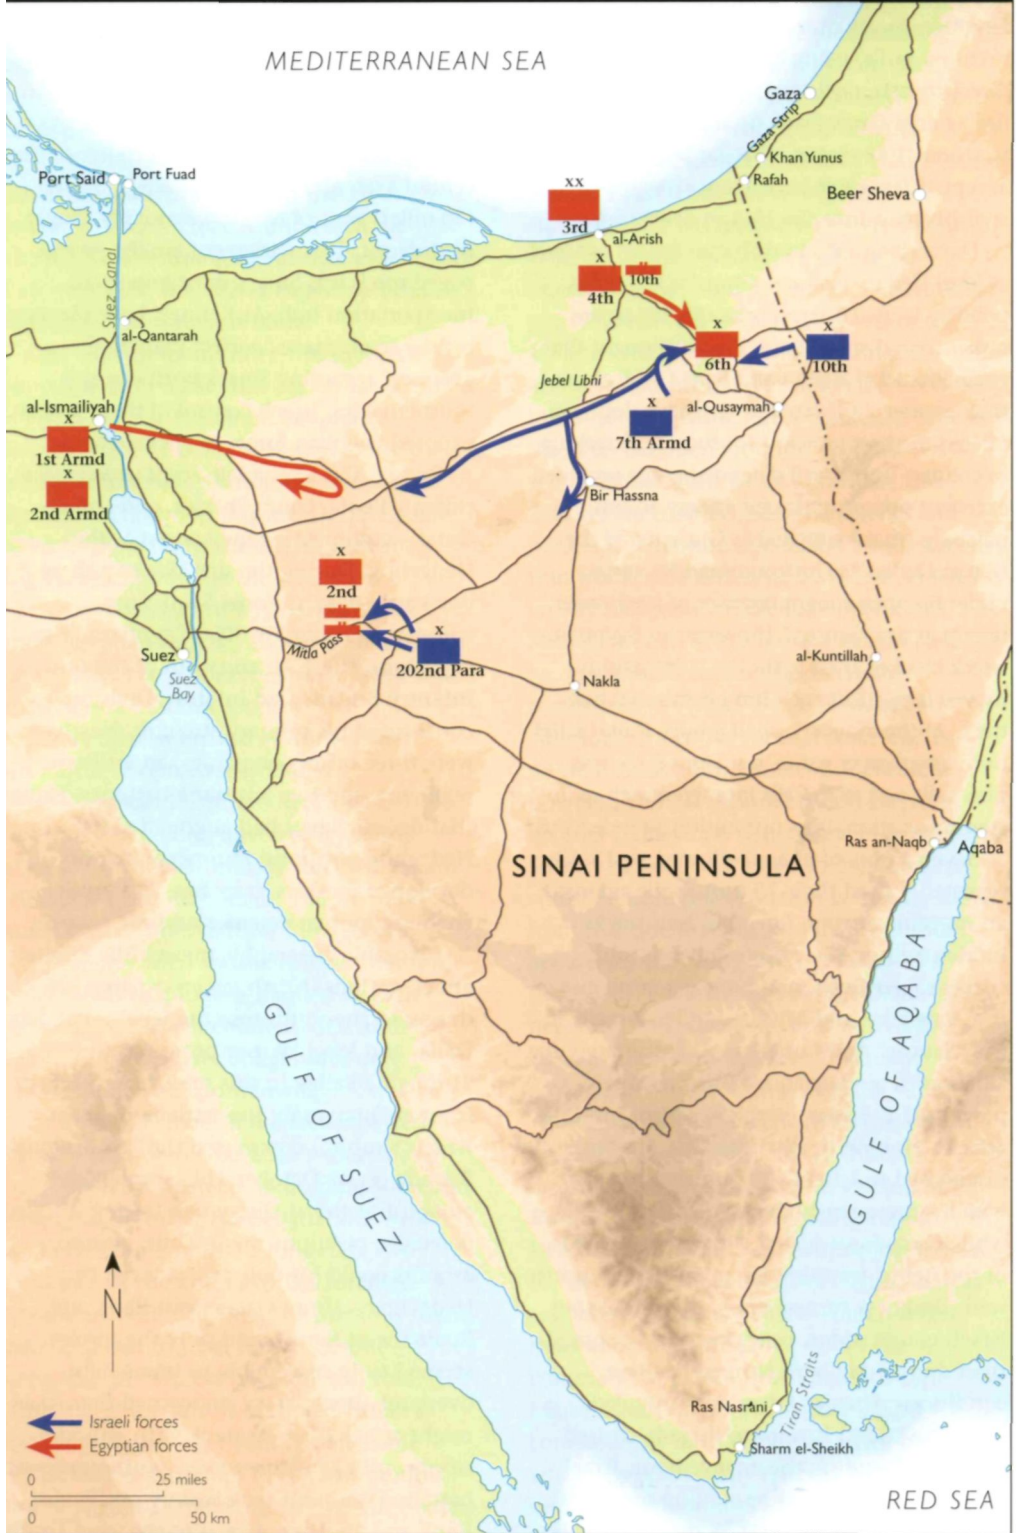 MEDITERRANEAN SEA
Gaza
Gaza Strip
Khan Yunus
Rafah
Beer Sheva
Port Said
Port Fuad
Suez Canal
xx
3rd
al-Arish
x
4th
II
10th
al-Qantarah
x
6th
x
10th
Jebel Libni
al-Ismailiyah
x
1st Armd
x
7th Armd
al-Qusaymah
x
2nd Armd
Bir Hassna
x
2nd
II
II
Mitla Pass
x
202nd Para
Suez
Suez
Bay
Nakla
al-Kuntillah
Ras an-Naqb
Aqaba
SINAI PENINSULA
GULF OF SUEZ
GULF OF AQABA
N
Ras Nasrani
Tiran Straits
Sharm el-Sheikh
Israeli forces
Egyptian forces
0
25 miles
0
50 km
RED SEA